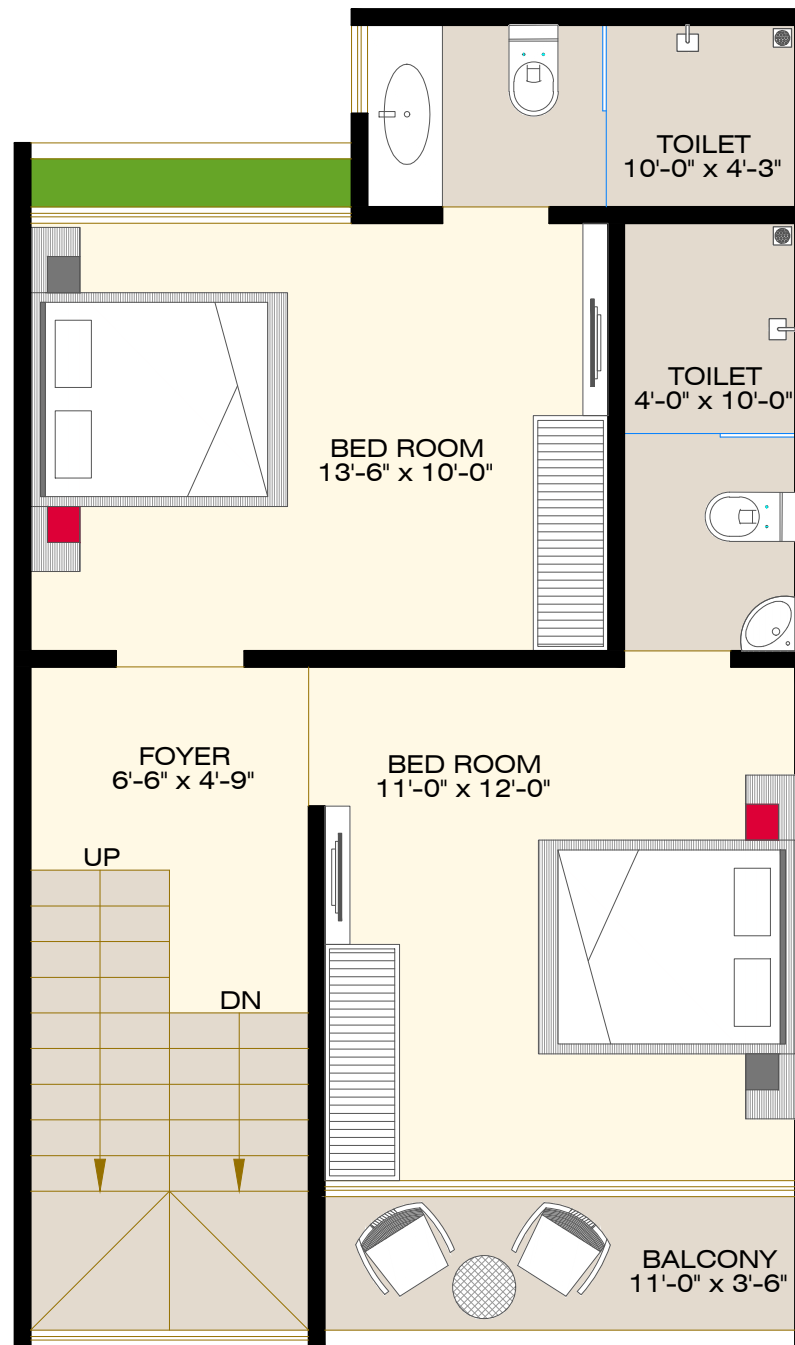 TOILET
10'-0" x 4'-3"
TOILET
4'-0" x 10'-0"
BED ROOM
13'-6" x 10'-0"
FOYER
6'-6" x 4'-9"
BED ROOM
11'-0" x 12'-0"
UP
DN
BALCONY
11'-0" x 3'-6"